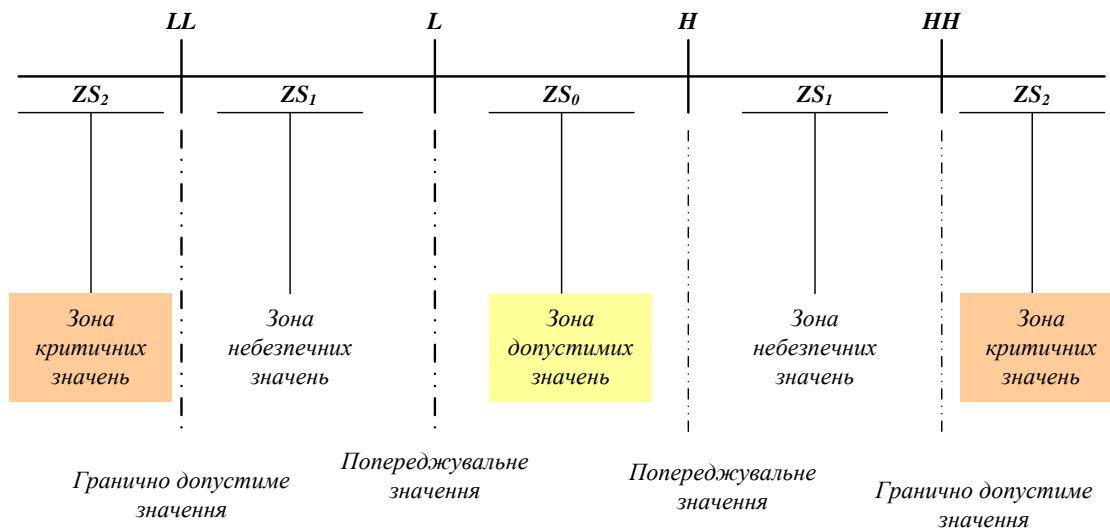 LL L H HH
ZS2 ZS1 ZS0 ZS1 ZS2
Зона
критичних
значень
Зона
небезпечних
значень
Зона
допустимих
значень
Зона
небезпечних
значень
Зона
критичних
значень
Гранично допустиме
значення
Попереджувальне
значення
Попереджувальне
значення
Гранично допустиме
значення